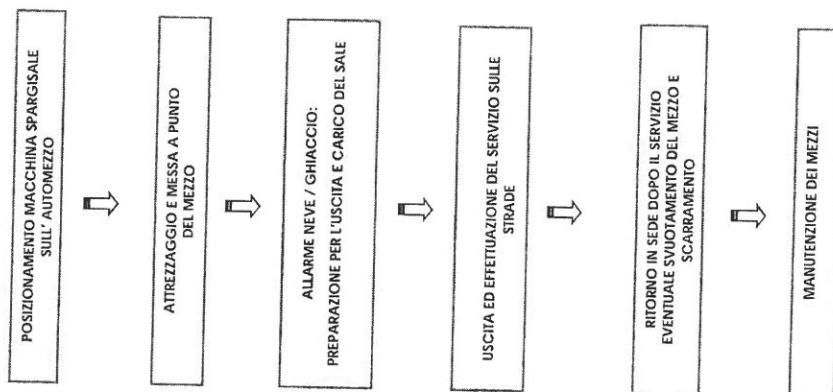 POSIZIONAMENTO MACCHINA SPARGISALE
SULL' AUTOMEZZO
ATTREZZAGGIO E MESSA A PUNTO
DEL MEZZO
ALLARME NEVE / GHIACCIO:
PREPARAZIONE PER L'USCITA E CARICO DEL SALE
USCITA ED EFFETTUAZIONE DEL SERVIZIO SULLE
STRADE
RITORNO IN SEDE DOPO IL SERVIZIO
EVENTUALE SVUOTAMENTO DEL MEZZO E
SCARRAMENTO
MANUTENZIONE DEI MEZZI